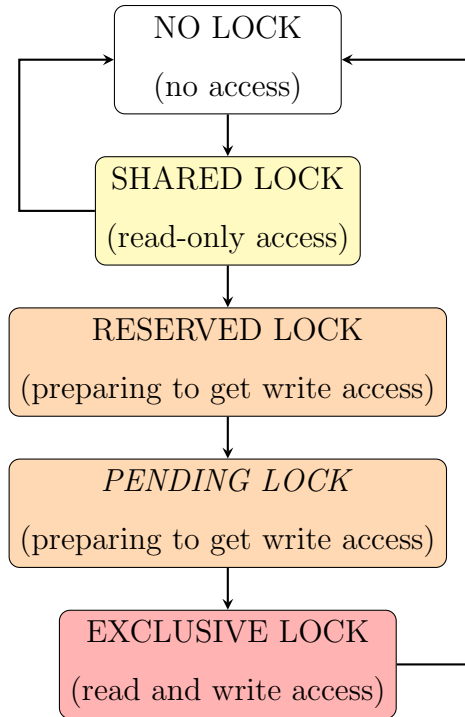 NO LOCK
(no access)
SHARED LOCK
(read-only access)
RESERVED LOCK
(preparing to get write access)
PENDING LOCK
(preparing to get write access)
EXCLUSIVE LOCK
(read and write access)